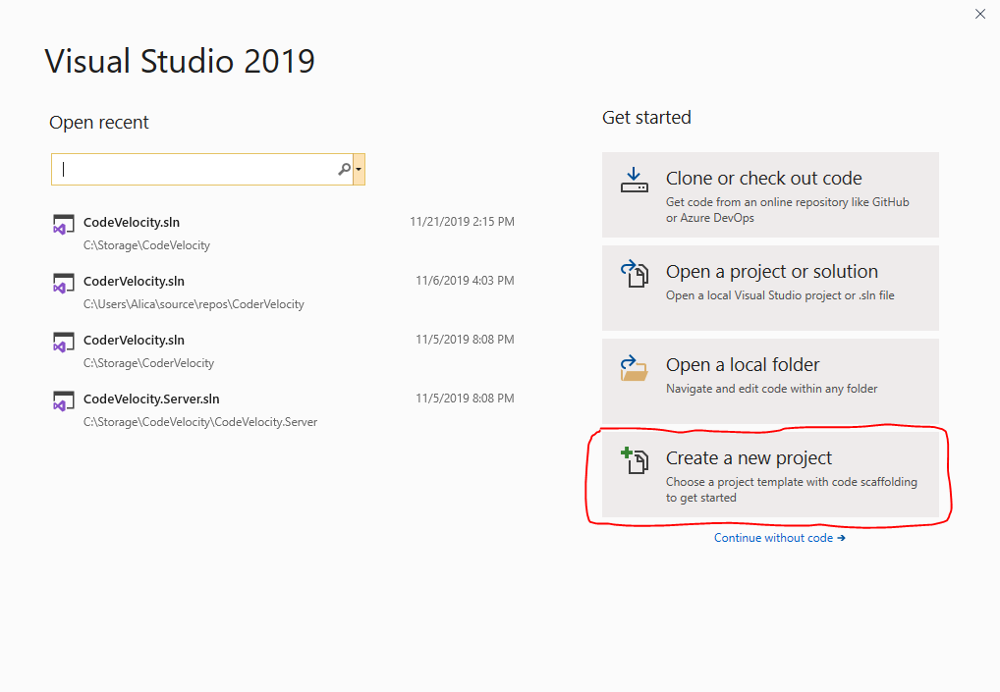 Visual Studio 2019
Open recent
CodeVelocity.sln 11/21/2019 2:15 PM
C:\Storage\CodeVelocity
CoderVelocity.sln 11/6/2019 4:03 PM
C:\Users\Alica\source\repos\CoderVelocity
CoderVelocity.sln 11/5/2019 8:08 PM
C:\Storage\CoderVelocity
CodeVelocity.Server.sln 11/5/2019 8:08 PM
C:\Storage\CodeVelocity\CodeVelocity.Server
Get started
Clone or check out code
Get code from an online repository like GitHub
or Azure DevOps
Open a project or solution
Open a local Visual Studio project or .sln file
Open a local folder
Navigate and edit code within any folder
Create a new project
Choose a project template with code scaffolding
to get started
Continue without code →